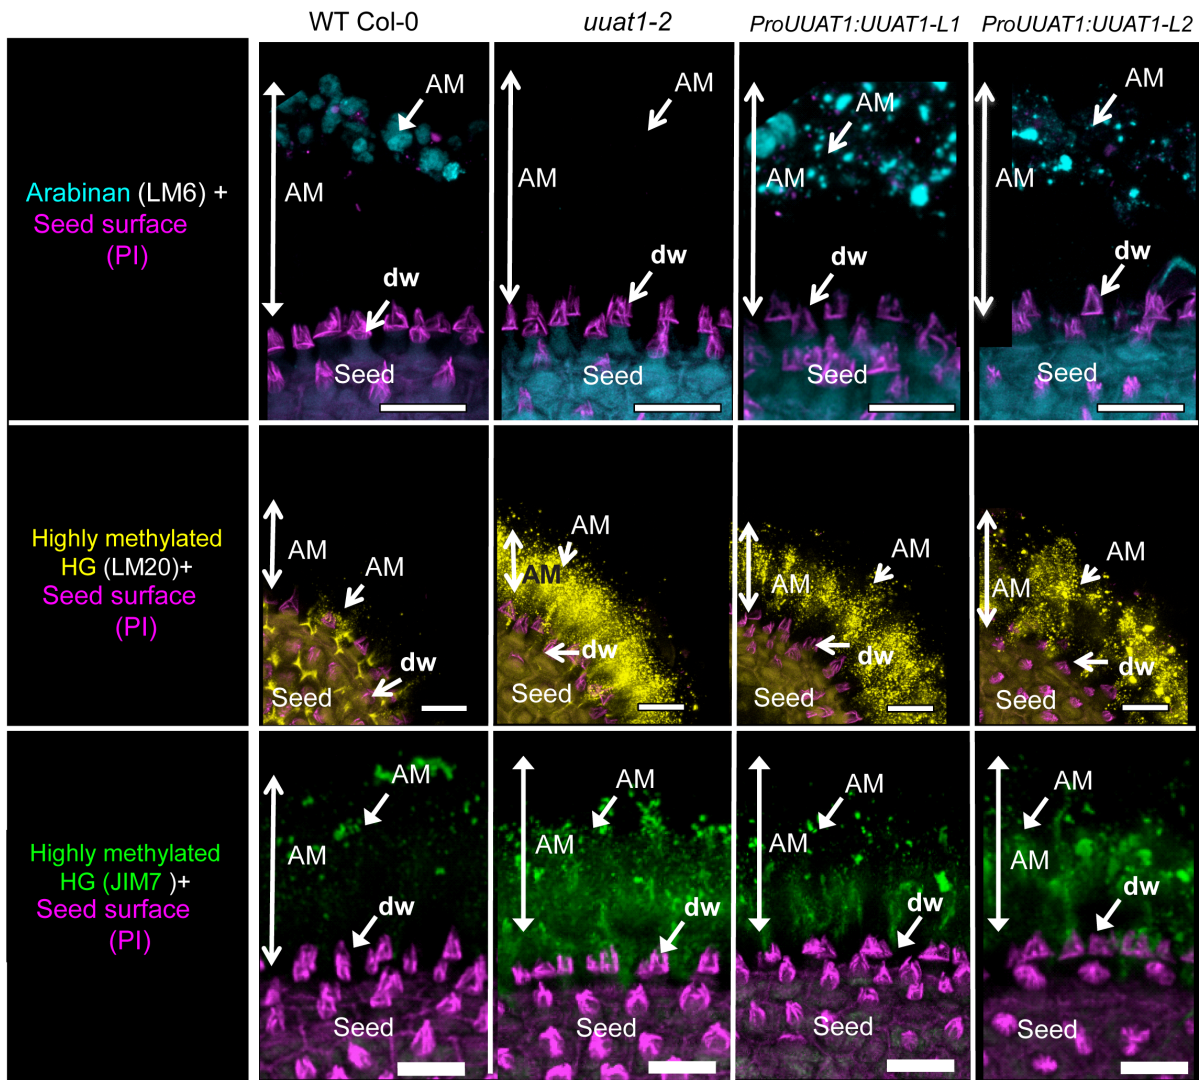 WT Col-0
uuat1-2
ProUUAT1:UUAT1-L1
ProUUAT1:UUAT1-L2
Arabinan (LM6) +
Seed surface
(PI)
AM
AM
dw
Seed
AM
AM
dw
Seed
AM
AM
dw
Seed
AM
AM
dw
Seed
Highly methylated
HG (LM20)+
Seed surface
(PI)
AM
AM
dw
Seed
AM
AM
dw
Seed
AM
AM
dw
Seed
AM
AM
dw
Seed
Highly methylated
HG (JIM7 )+
Seed surface
(PI)
AM
AM
dw
Seed
AM
AM
dw
Seed
AM
AM
dw
Seed
AM
AM
dw
Seed